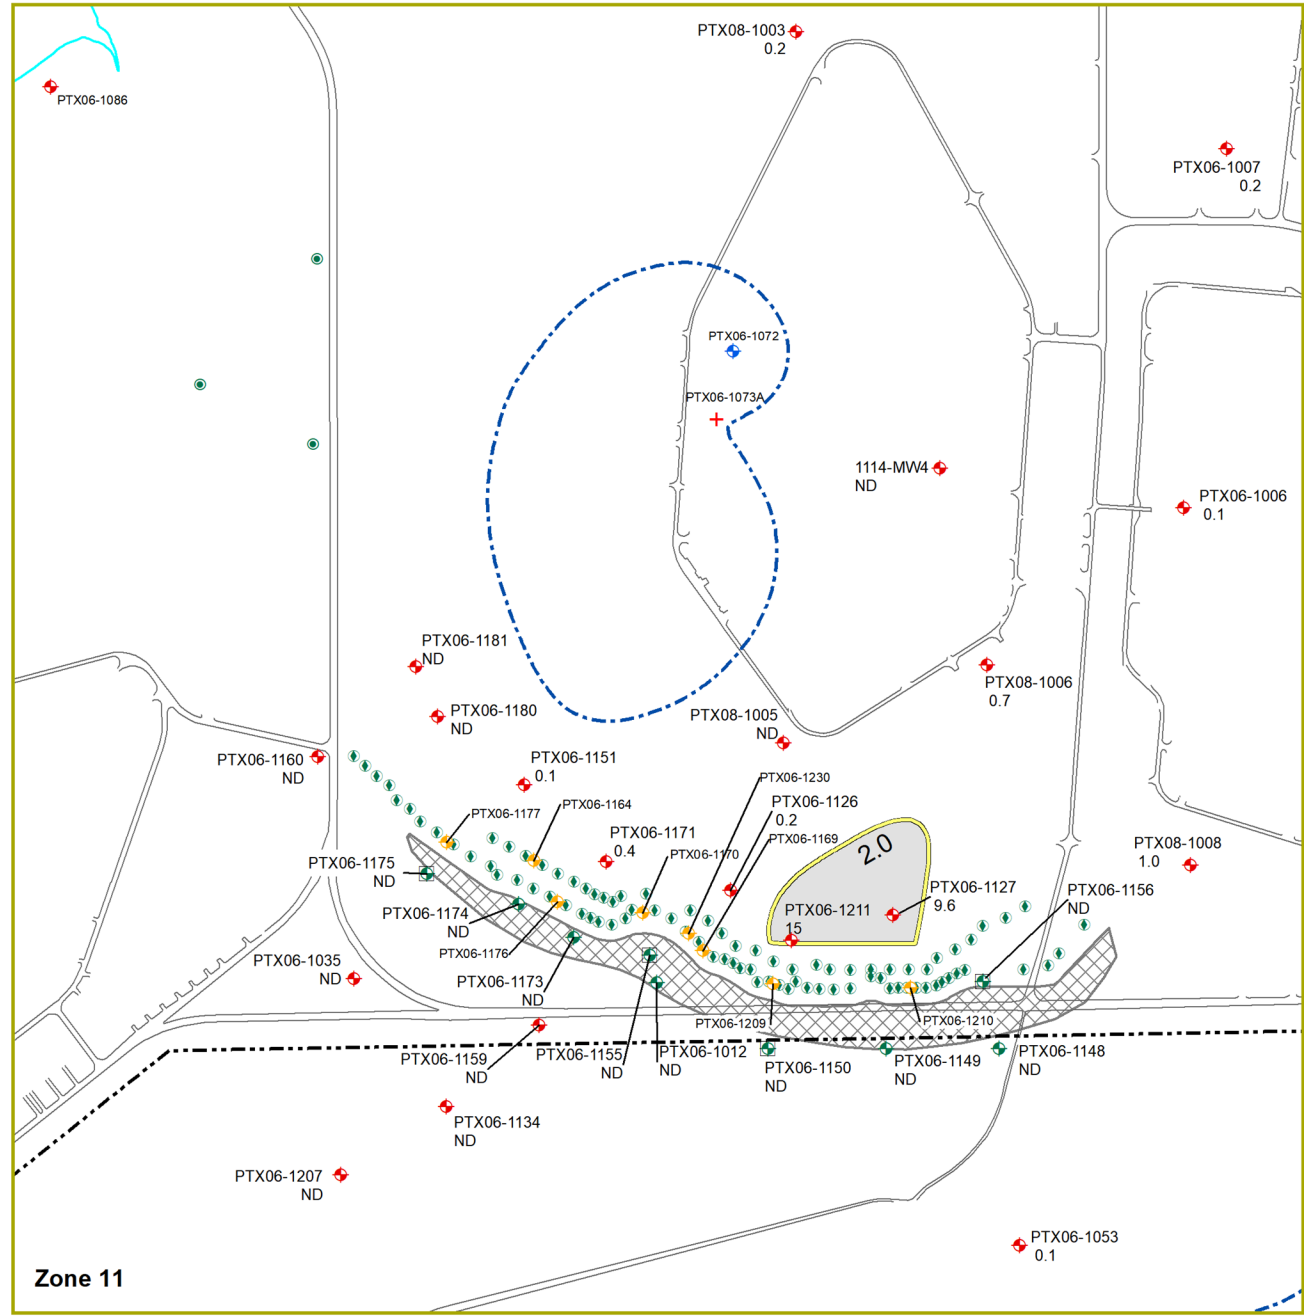 PTX08-1003
0.2
PTX06-1086
PTX06-1007
0.2
PTX06-1072
PTX06-1073A
1114-MW4
ND
PTX06-1006
0.1
PTX06-1181
ND
PTX08-1006
0.7
PTX06-1180
ND
PTX08-1005
ND
PTX06-1160
ND
PTX06-1151
0.1
PTX06-1230
PTX06-1177
PTX06-1164
PTX06-1126
0.2
PTX06-1171
0.4
PTX06-1169
2.0
PTX08-1008
1.0
PTX06-1170
PTX06-1175
ND
PTX06-1127
9.6
PTX06-1156
ND
PTX06-1174
ND
PTX06-1211
15
PTX06-1176
PTX06-1035
ND
PTX06-1173
ND
PTX06-1209
PTX06-1210
PTX06-1159
ND
PTX06-1155
ND
PTX06-1012
ND
PTX06-1150
ND
PTX06-1149
ND
PTX06-1148
ND
PTX06-1134
ND
PTX06-1207
ND
PTX06-1053
0.1
Zone 11